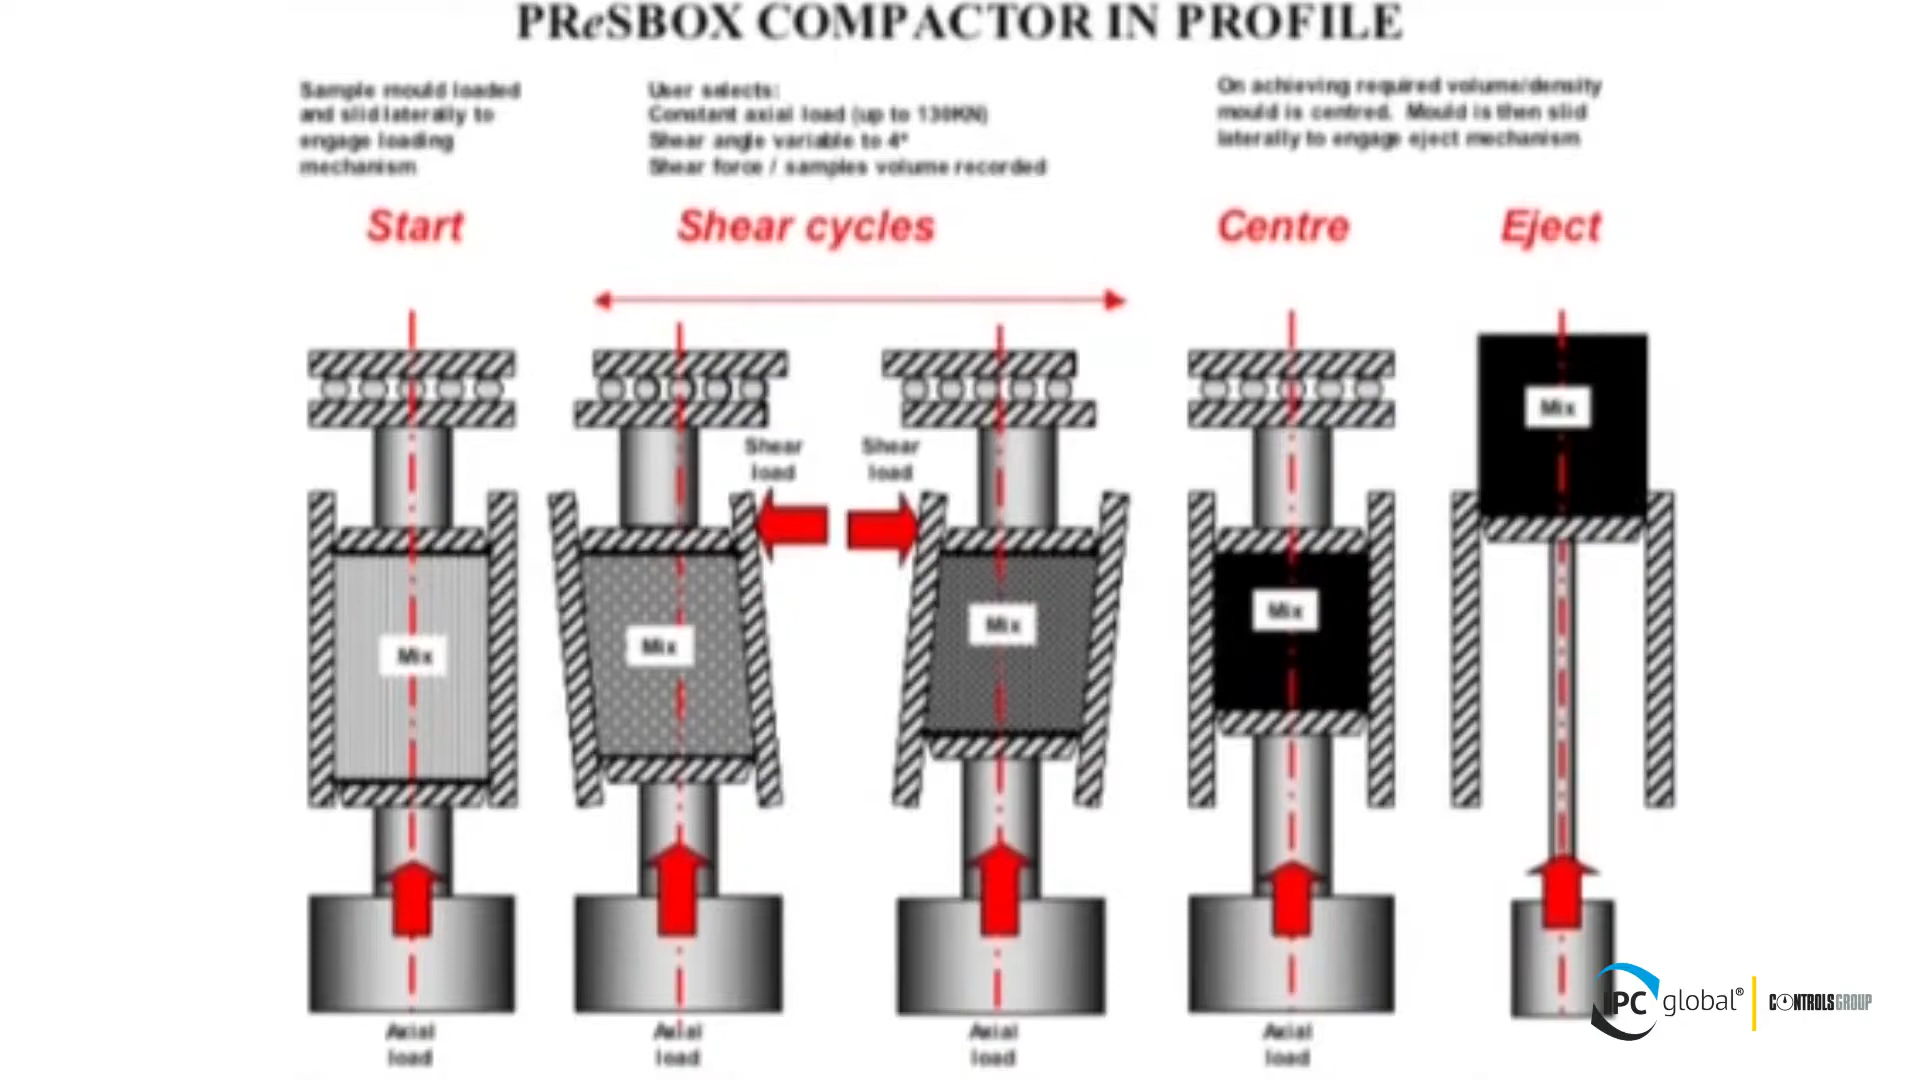 PReSBOX COMPACTOR IN PROFILE
Sample mould loaded
and slid laterally to
engage loading
mechanism
User selects:
Constant axial load (up to 130KN)
Shear angle variable to 4°
Shear force / samples volume recorded
On achieving required volume/density
mould is centred. Mould is then slid
laterally to engage eject mechanism
Start
Shear cycles
Centre
Eject
Shear
load
Shear
load
Mix
Mix
Mix
Mix
Mix
Axial
load
Axial
load
Axial
load
Axial
load
IPC global®
CONTROLS GROUP